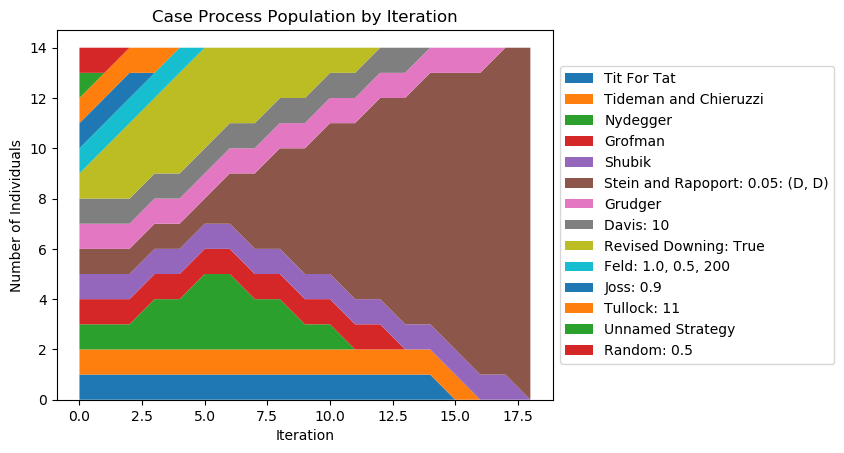 Case Process Population by Iteration
Number of Individuals
14
12
10
8
6
4
2
0
0.0 2.5 5.0 7.5 10.0 12.5 15.0 17.5
Iteration
Tit For Tat
Tideman and Chieruzzi
Nydegger
Grofman
Shubik
Stein and Rapoport: 0.05: (D, D)
Grudger
Davis: 10
Revised Downing: True
Feld: 1.0, 0.5, 200
Joss: 0.9
Tullock: 11
Unnamed Strategy
Random: 0.5